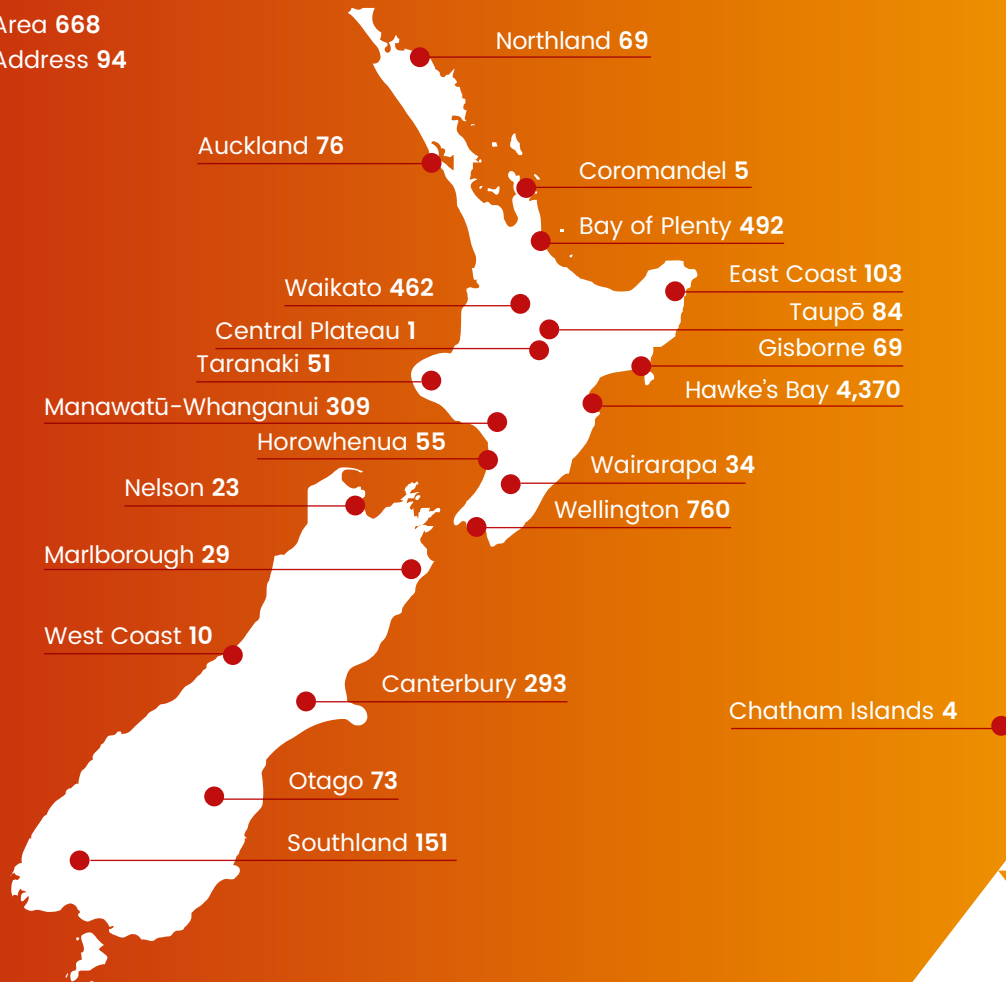 Area 668
Address 94
Northland 69
Auckland 76
Coromandel 5
Bay of Plenty 492
East Coast 103
Waikato 462
Taupō 84
Central Plateau 1
Gisborne 69
Taranaki 51
Hawke's Bay 4,370
Manawatū-Whanganui 309
Horowhenua 55
Wairarapa 34
Nelson 23
Wellington 760
Marlborough 29
West Coast 10
Canterbury 293
Chatham Islands 4
Otago 73
Southland 151